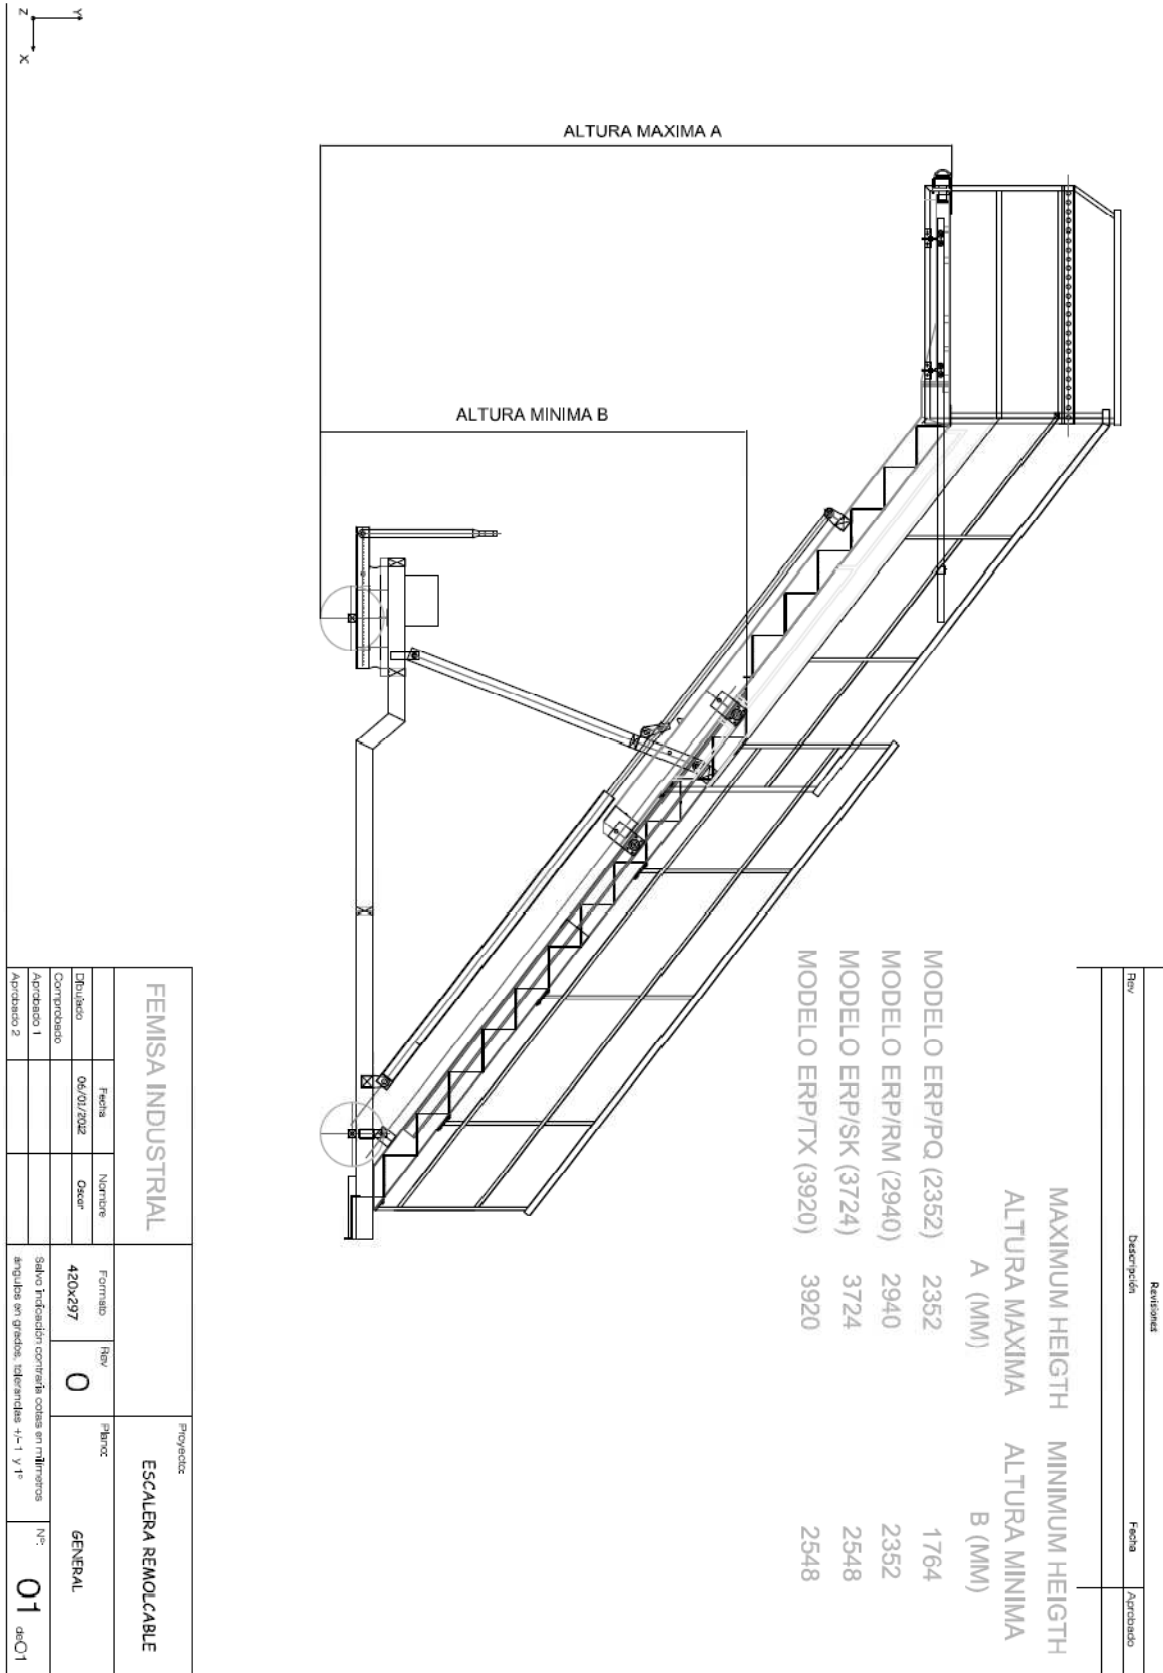 Z Y X
ALTURA MAXIMA A
ALTURA MINIMA B
Revisiones
Rev Descripción Fecha Aprobado
MAXIMUM HEIGTH MINIMUM HEIGTH
ALTURA MAXIMA ALTURA MINIMA
A (MM) B (MM)
MODELO ERP/PQ (2352) 2352 1764
MODELO ERP/RM (2940) 2940 2352
MODELO ERP/SK (3724) 3724 2548
MODELO ERP/TX (3920) 3920 2548
FEMISA INDUSTRIAL
Proyecto:
ESCALERA REMOLCABLE
Fecha Nombre Formato Rev Plano:
Dibujado 06/01/2022 Oscar 420x297 0 GENERAL
Comprobado
Aprobado 1
Aprobado 2
Salvo indicación contraria cotas en milímetros
ángulos en grados, tolerancias +/-1 y 1º
Nº: 01 de01